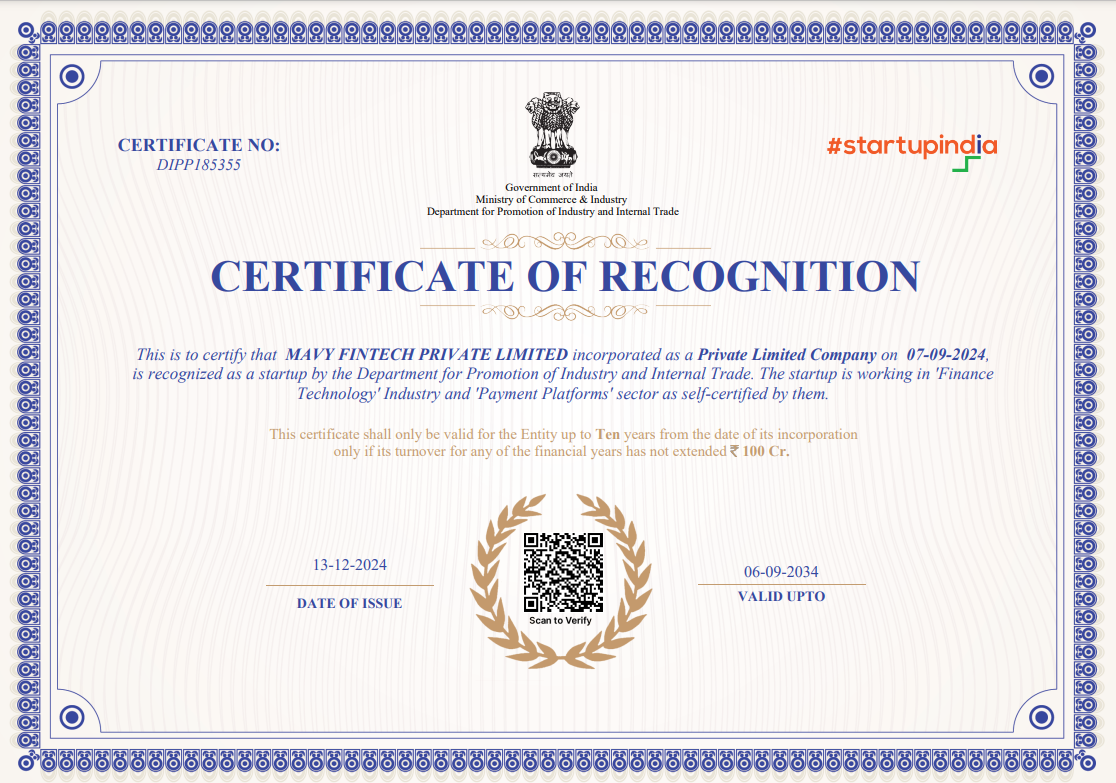 CERTIFICATE NO:
DIPP185355
सत्यमेव जयते
Government of India
Ministry of Commerce & Industry
Department for Promotion of Industry and Internal Trade
#startupindia
CERTIFICATE OF RECOGNITION
This is to certify that MAVY FINTECH PRIVATE LIMITED incorporated as a Private Limited Company on 07-09-2024,
is recognized as a startup by the Department for Promotion of Industry and Internal Trade. The startup is working in 'Finance
Technology' Industry and 'Payment Platforms' sector as self-certified by them.
This certificate shall only be valid for the Entity up to Ten years from the date of its incorporation
only if its turnover for any of the financial years has not extended ₹ 100 Cr.
13-12-2024
DATE OF ISSUE
Scan to Verify
06-09-2034
VALID UPTO